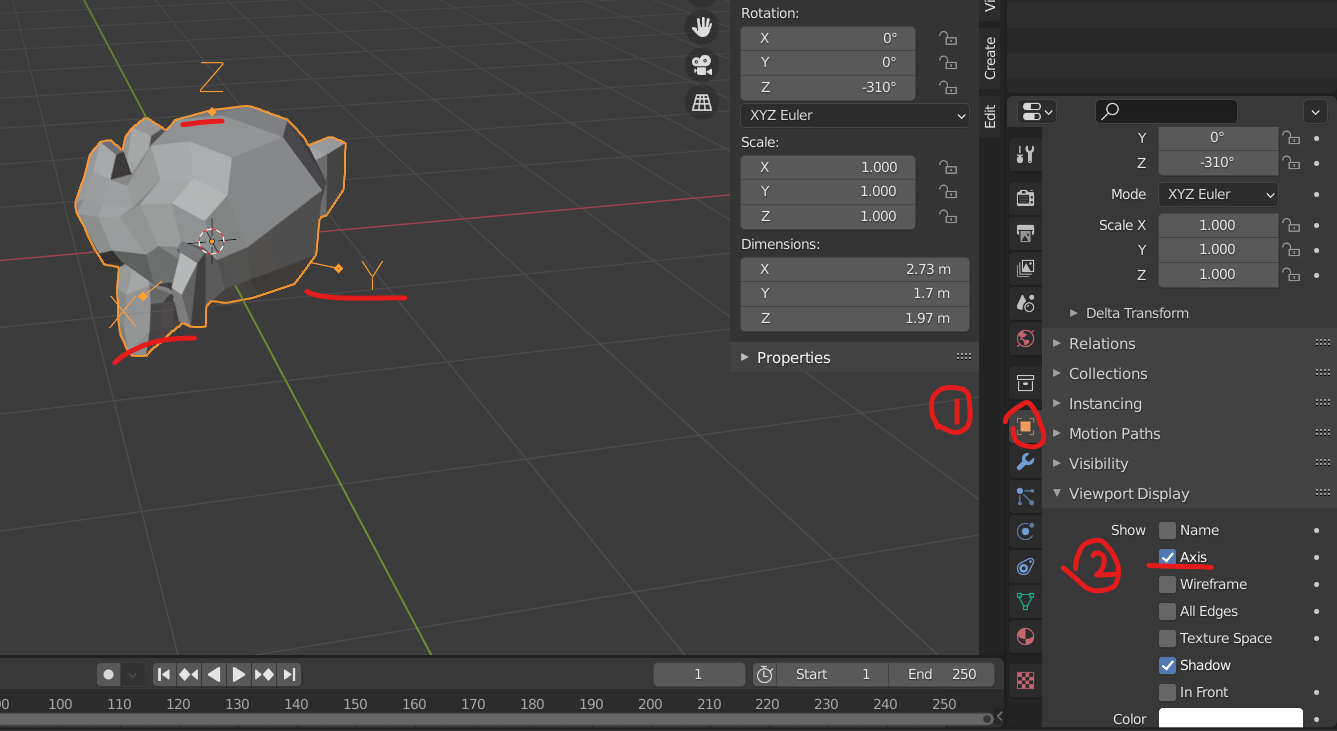 Rotation:
X 0°
Y 0°
Z -310°
XYZ Euler
Scale:
X 1.000
Y 1.000
Z 1.000
Dimensions:
X 2.73 m
Y 1.7 m
Z 1.97 m
Properties
Create
Edit
Z
Y
X
1
Y 0°
Z -310°
Mode XYZ Euler
Scale X 1.000
Y 1.000
Z 1.000
Delta Transform
Relations
Collections
Instancing
Motion Paths
Visibility
Viewport Display
Show Name
2
Axis
Wireframe
All Edges
Texture Space
Shadow
In Front
Color
1 Start 1 End 250
100 110 120 130 140 150 160 170 180 190 200 210 220 230 240 250